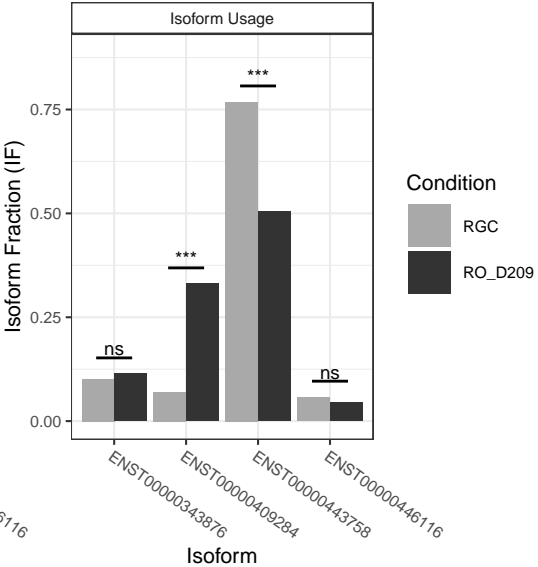 Isoform Usage
***
***
ns
ns
0.75
0.50
0.25
0.00
Isoform Fraction (IF)
ENST00000343876
ENST00000409284
ENST00000443758
ENST00000446116
6116
Isoform
Condition
RGC
RO_D209